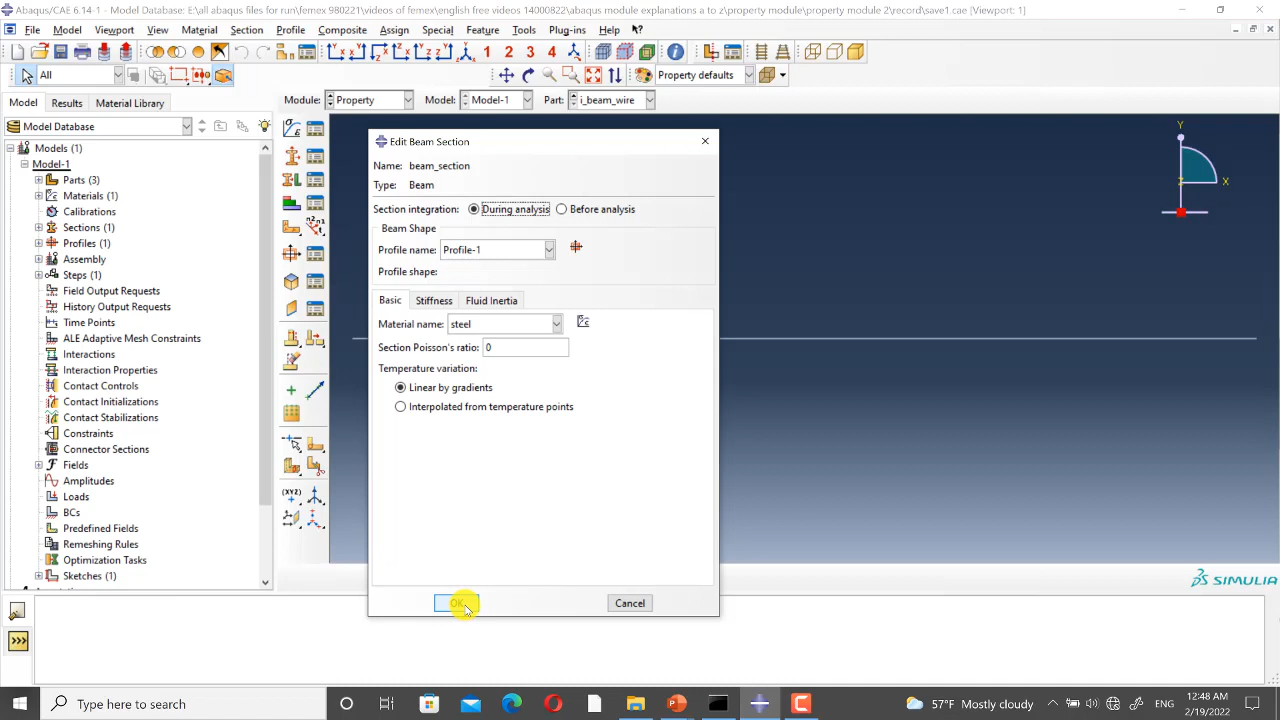 Abaqus/CAE 6.14-1 - Model Database: E:\all abaqus files for run\femex 980221\videos of femex\english free videos 14000822\abaqus module explanations a to z\property module\property module 2\record\save1.cae [Viewport: 1]
File Model Viewport View Material Section Profile Composite Assign Special Feature Tools Plug-ins Help
1 2 3 4
All
Property defaults
Model Results Material Library
Module: Property Model: Model-1 Part: i_beam_wire
Model Database
Models (1)
Model-1
Parts (3)
Materials (1)
Calibrations
Sections (1)
Profiles (1)
Assembly
Steps (1)
Field Output Requests
History Output Requests
Time Points
ALE Adaptive Mesh Constraints
Interactions
Interaction Properties
Contact Controls
Contact Initializations
Contact Stabilizations
Constraints
Connector Sections
Fields
Amplitudes
Loads
BCs
Predefined Fields
Remeshing Rules
Optimization Tasks
Sketches (1)
Edit Beam Section
Name: beam_section
Type: Beam
Section integration: During analysis Before analysis
Beam Shape
Profile name: Profile-1
Profile shape:
Basic Stiffness Fluid Inertia
Material name: steel
Section Poisson's ratio: 0
Temperature variation:
Linear by gradients
Interpolated from temperature points
OK Cancel
Y
Z X
SIMULIA
>>>
Type here to search
57°F Mostly cloudy
ENG
12:48 AM
2/19/2022